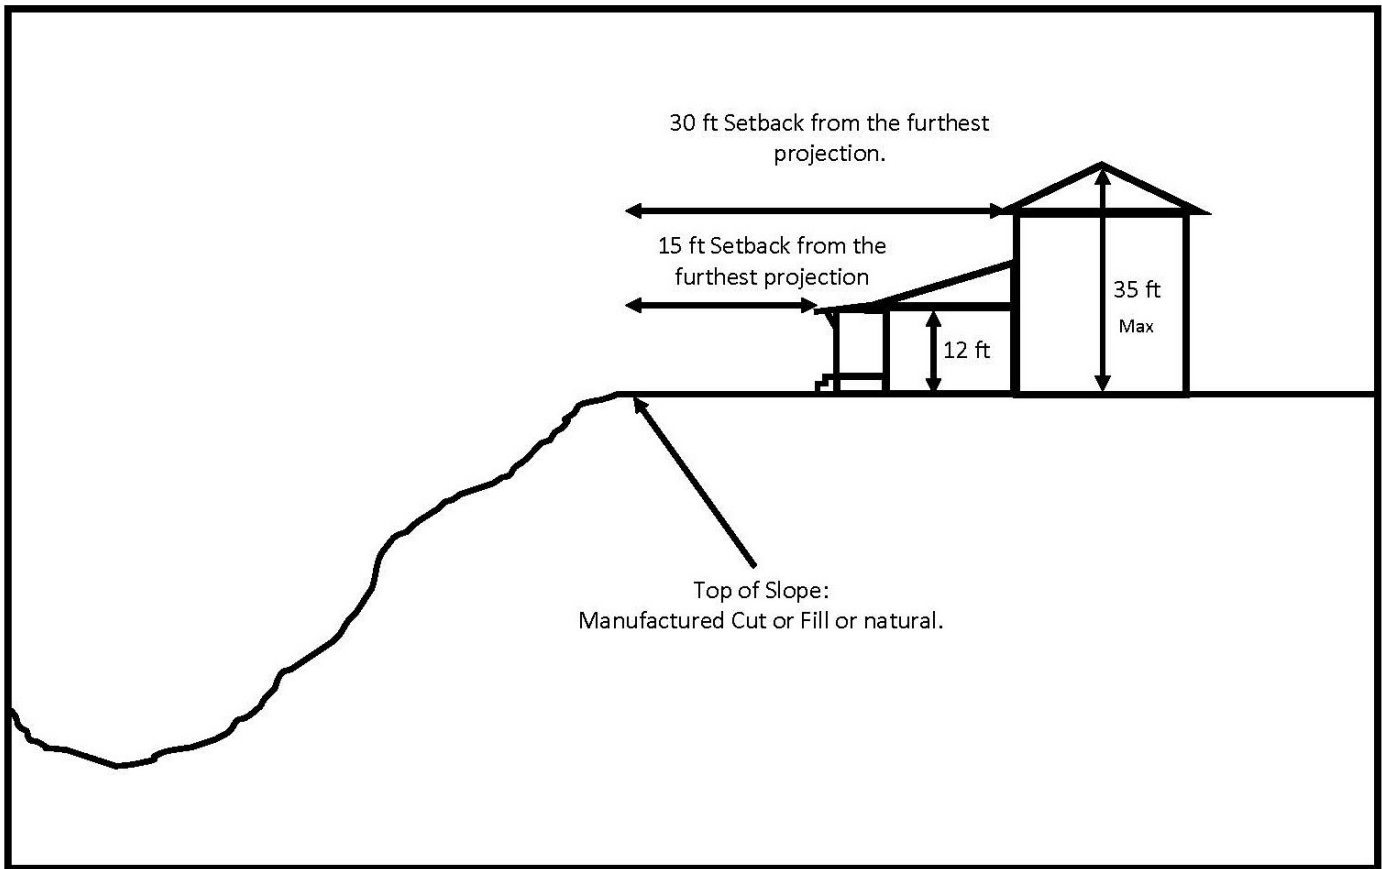 30 ft Setback from the furthest
projection.
15 ft Setback from the
furthest projection
35 ft
Max
12 ft
Top of Slope:
Manufactured Cut or Fill or natural.